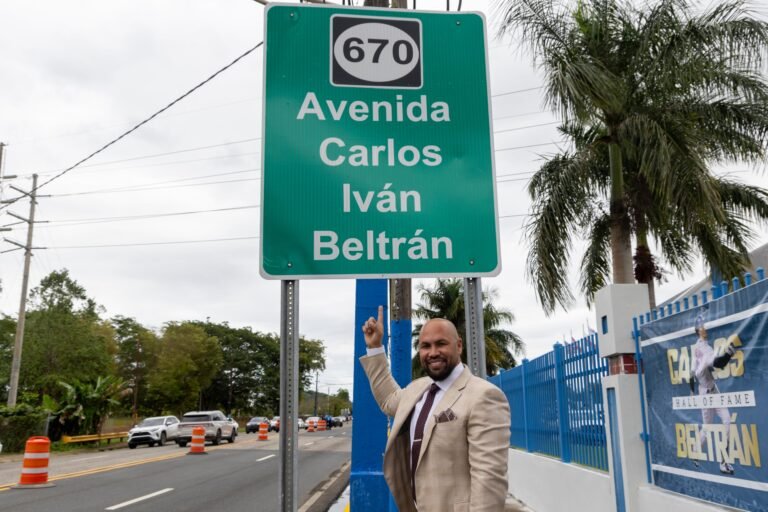 670
Avenida
Carlos
Iván
Beltrán
CARLOS
HALL OF FAME
BELTRÁN